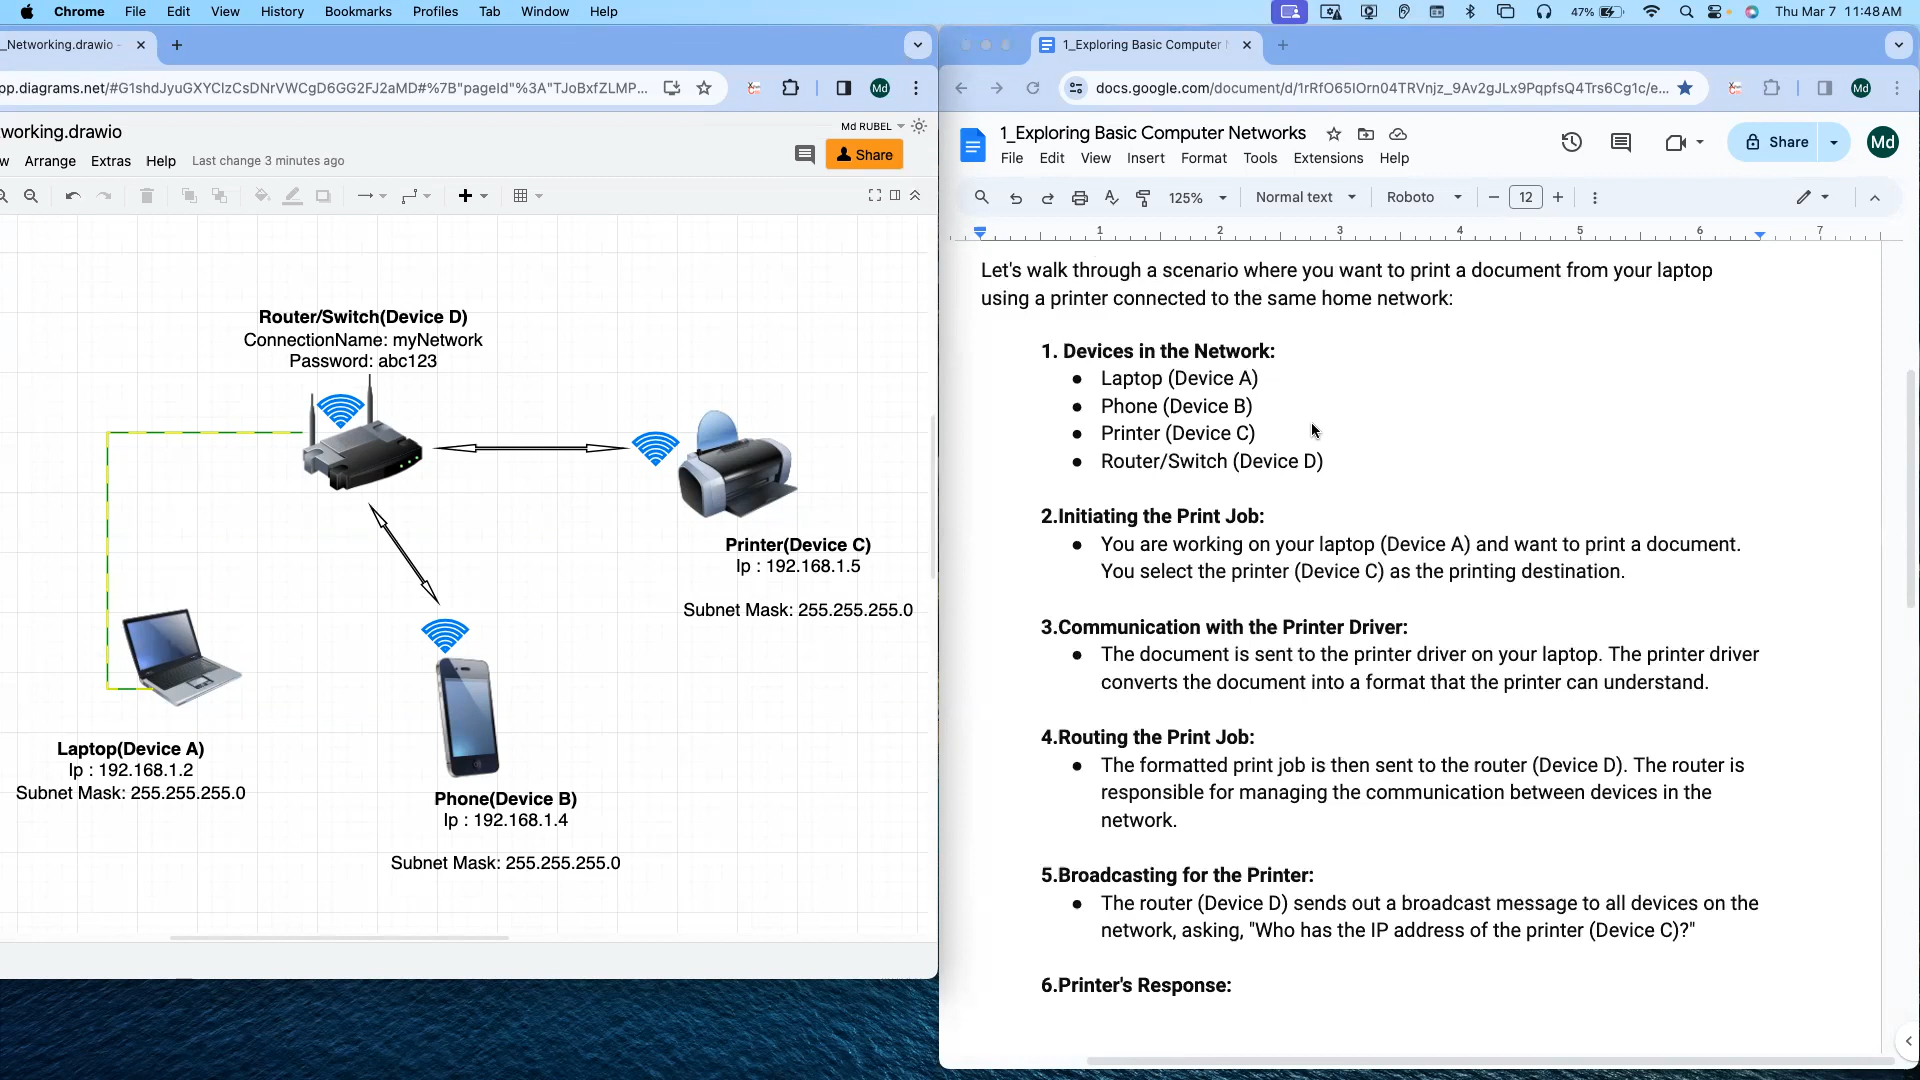 Chrome File Edit View History Bookmarks Profiles Tab Window Help
47% Thu Mar 7 11:48 AM
_Networking.drawio -
1_Exploring Basic Computer
docs.google.com/document/d/1rRfO65IOrn04TRVnjz_9Av2gJLx9PqpfsQ4Trs6Cg1c/e...
Md
Md
working.drawio
Md RUBEL
Arrange Extras Help Last change 3 minutes ago
Share
1_Exploring Basic Computer Networks
File Edit View Insert Format Tools Extensions Help
Share
Md
125% Normal text Roboto 12
1 2 3 4 5 6 7
Router/Switch(Device D)
ConnectionName: myNetwork
Password: abc123
Printer(Device C)
Ip : 192.168.1.5
Subnet Mask: 255.255.255.0
Laptop(Device A)
Ip : 192.168.1.2
Subnet Mask: 255.255.255.0
Phone(Device B)
Ip : 192.168.1.4
Subnet Mask: 255.255.255.0
Let's walk through a scenario where you want to print a document from your laptop
using a printer connected to the same home network:
1. Devices in the Network:
● Laptop (Device A)
● Phone (Device B)
● Printer (Device C)
● Router/Switch (Device D)
2.Initiating the Print Job:
● You are working on your laptop (Device A) and want to print a document.
You select the printer (Device C) as the printing destination.
3.Communication with the Printer Driver:
● The document is sent to the printer driver on your laptop. The printer driver
converts the document into a format that the printer can understand.
4.Routing the Print Job:
● The formatted print job is then sent to the router (Device D). The router is
responsible for managing the communication between devices in the
network.
5.Broadcasting for the Printer:
● The router (Device D) sends out a broadcast message to all devices on the
network, asking, "Who has the IP address of the printer (Device C)?"
6.Printer's Response: